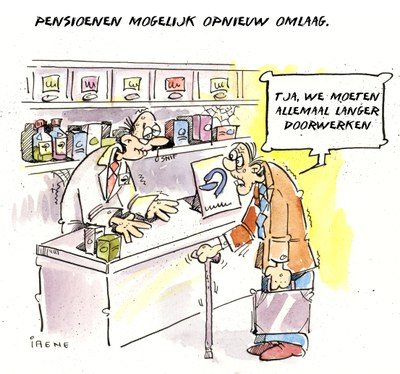 PENSIOENEN MOGELIJK OPNIEUW OMLAAG.
TJA, WE MOETEN
ALLEMAAL LANGER
DOORWERKEN
IRENE